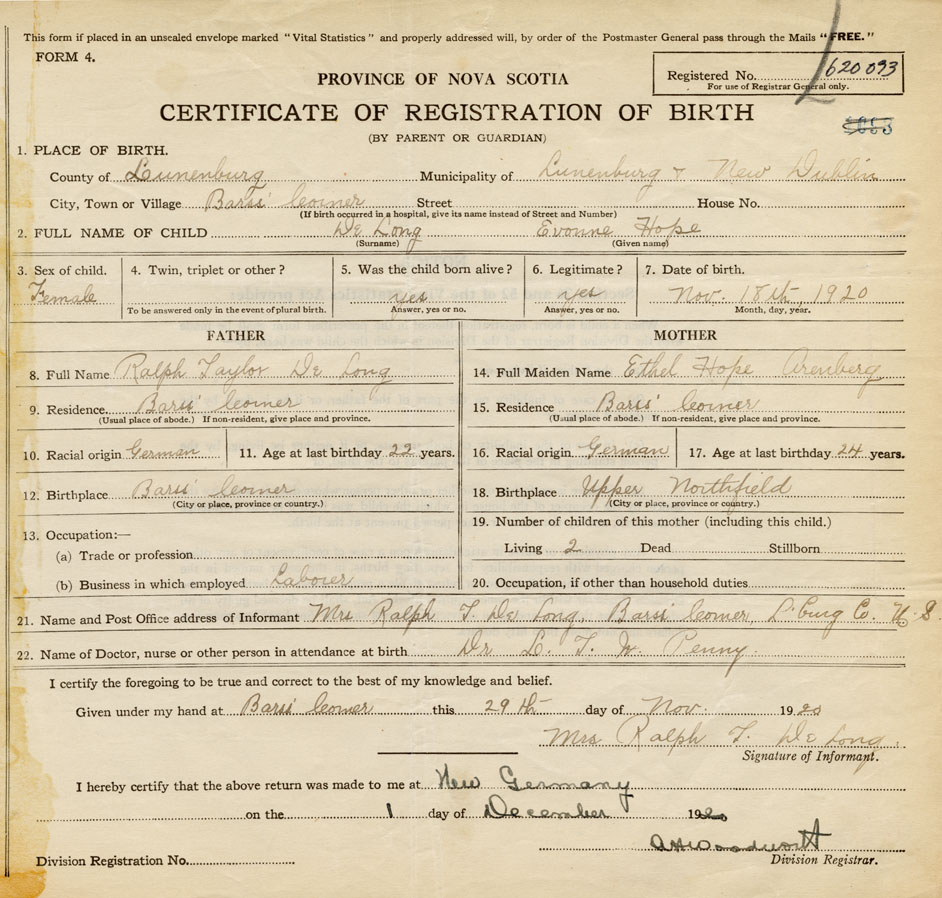 This form if placed in an unsealed envelope marked "Vital Statistics" and properly addressed will, by order of the Postmaster General pass through the Mails "FREE."
FORM 4.
PROVINCE OF NOVA SCOTIA
Registered No. 620 093
For use of Registrar General only.
CERTIFICATE OF REGISTRATION OF BIRTH
(BY PARENT OR GUARDIAN)
1. PLACE OF BIRTH.
County of Lunenburg Municipality of Lunenburg & New Dublin
City, Town or Village Barss' Corner Street House No.
(If birth occurred in a hospital, give its name instead of Street and Number)
2. FULL NAME OF CHILD De Long Evonne Hope
(Surname) (Given name)
3. Sex of child. 4. Twin, triplet or other? 5. Was the child born alive? 6. Legitimate? 7. Date of birth.
Female yes yes Nov. 18th, 1920
To be answered only in the event of plural birth. Answer, yes or no. Answer, yes or no. Month, day, year.
FATHER
8. Full Name Ralph Taylor De Long
9. Residence Barss' Corner
(Usual place of abode.) If non-resident, give place and province.
10. Racial origin German 11. Age at last birthday 22 years.
12. Birthplace Barss' Corner
(City or place, province or country.)
13. Occupation:—
(a) Trade or profession
(b) Business in which employed Laborer
MOTHER
14. Full Maiden Name Ethel Hope Arenberg
15. Residence Barss' Corner
(Usual place of abode.) If non-resident, give place and province.
16. Racial origin German 17. Age at last birthday 24 years.
18. Birthplace Upper Northfield
(City or place, province or country.)
19. Number of children of this mother (including this child.)
Living 2 Dead Stillborn
20. Occupation, if other than household duties
21. Name and Post Office address of Informant Mrs Ralph T. De Long, Barss' Corner, L'burg Co. N. S.
22. Name of Doctor, nurse or other person in attendance at birth Dr L. T. W. Penny.
I certify the foregoing to be true and correct to the best of my knowledge and belief.
Given under my hand at Barss' Corner this 29th day of Nov. 1920
Mrs Ralph T. De Long.
Signature of Informant.
I hereby certify that the above return was made to me at New Germany
on the 1 day of December 1920
Division Registration No. Division Registrar.